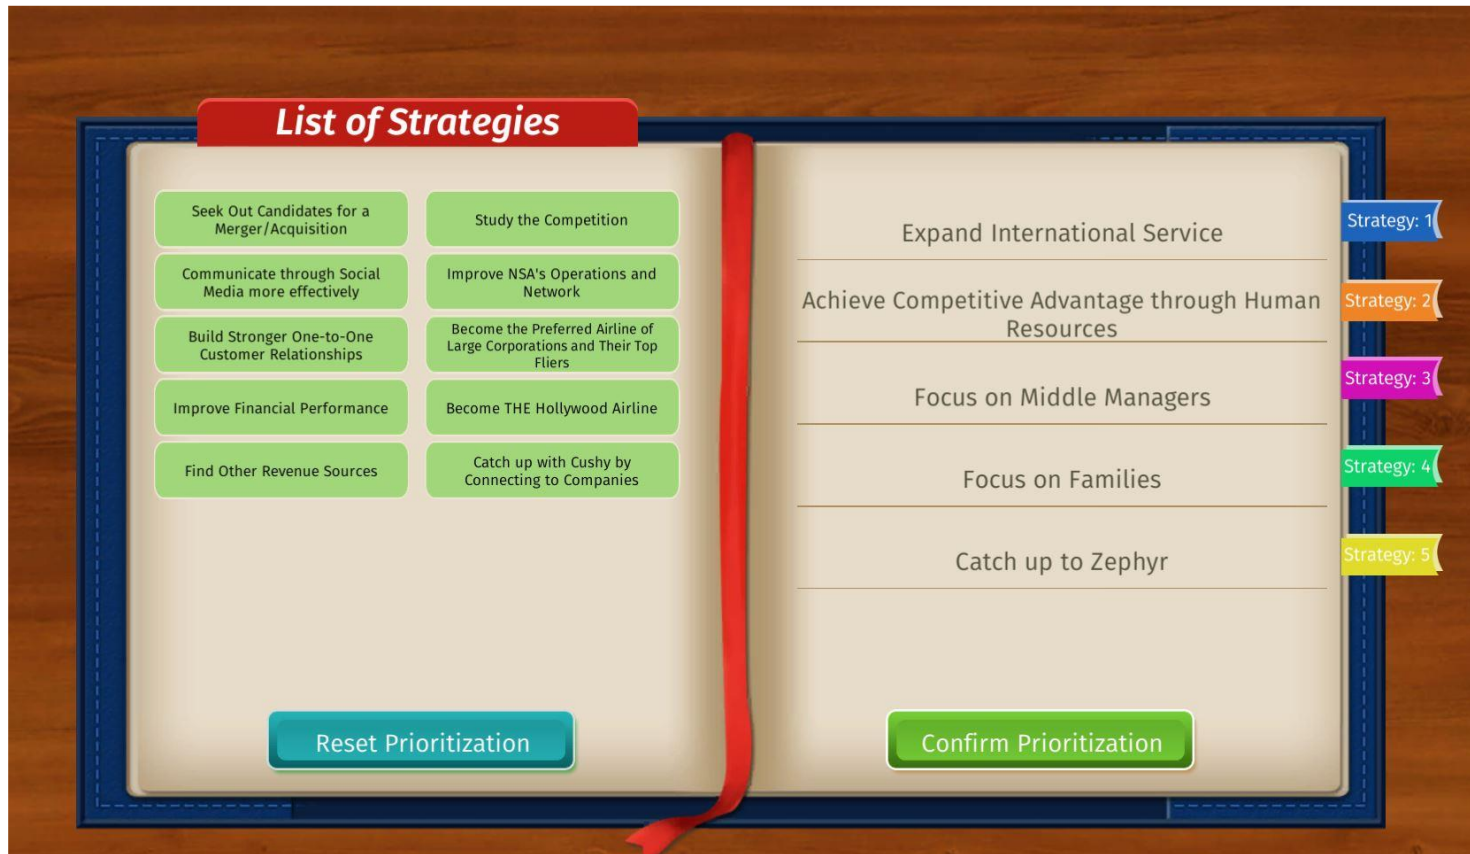 List of Strategies
Seek Out Candidates for a
Merger/Acquisition
Study the Competition
Communicate through Social
Media more effectively
Improve NSA's Operations and
Network
Build Stronger One-to-One
Customer Relationships
Become the Preferred Airline of
Large Corporations and Their Top
Fliers
Improve Financial Performance
Become THE Hollywood Airline
Find Other Revenue Sources
Catch up with Cushy by
Connecting to Companies
Reset Prioritization
Expand International Service
Strategy: 1
Achieve Competitive Advantage through Human
Resources
Strategy: 2
Focus on Middle Managers
Strategy: 3
Focus on Families
Strategy: 4
Catch up to Zephyr
Strategy: 5
Confirm Prioritization